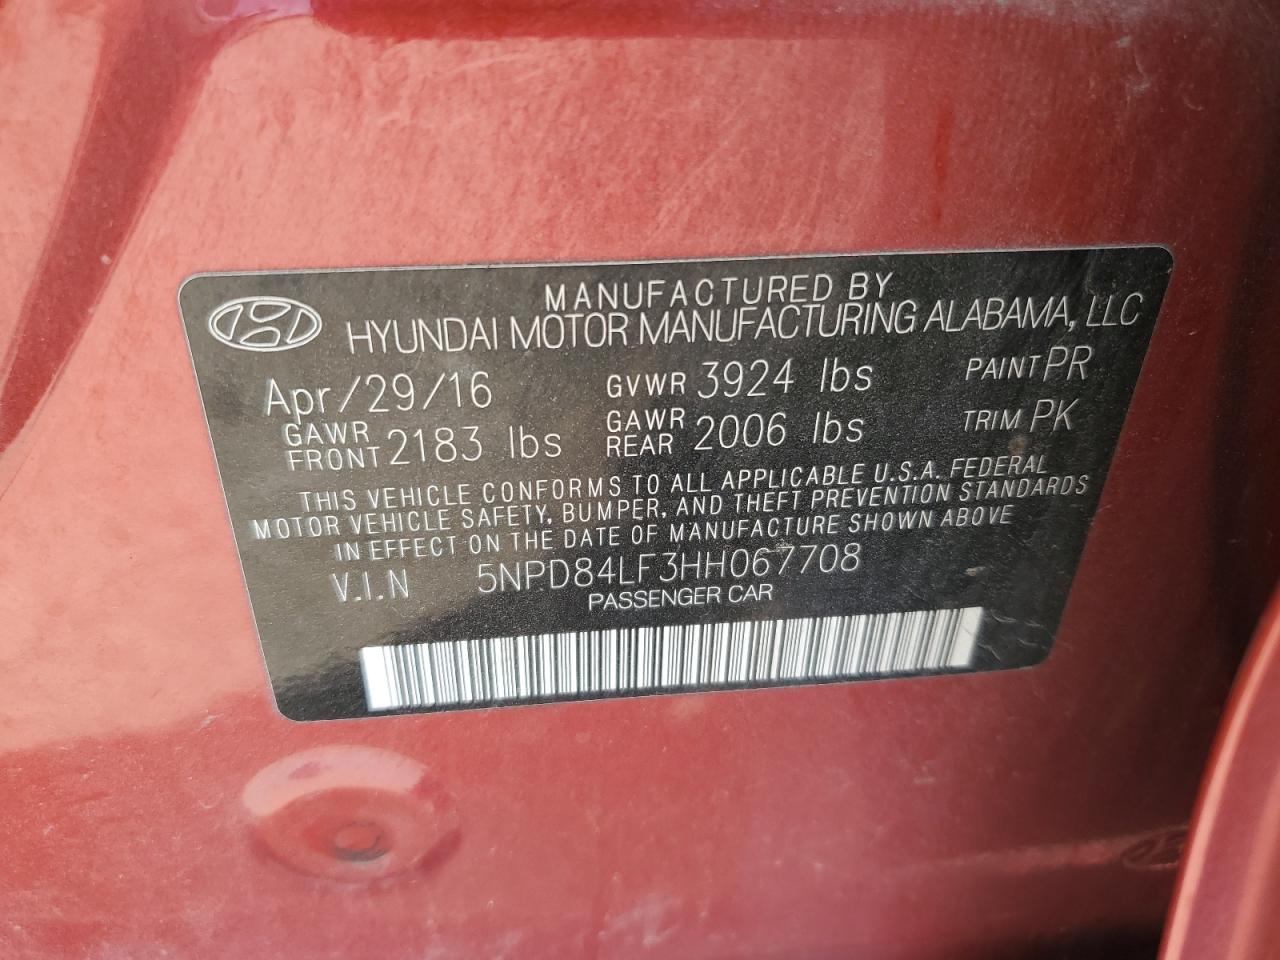 MANUFACTURED BY
HYUNDAI MOTOR MANUFACTURING ALABAMA, LLC
Apr/29/16 GVWR 3924 lbs PAINT PR
GAWR FRONT 2183 lbs GAWR REAR 2006 lbs TRIM PK
THIS VEHICLE CONFORMS TO ALL APPLICABLE U.S.A. FEDERAL
MOTOR VEHICLE SAFETY, BUMPER, AND THEFT PREVENTION STANDARDS
IN EFFECT ON THE DATE OF MANUFACTURE SHOWN ABOVE
V.I.N 5NPD84LF3HH067708
PASSENGER CAR